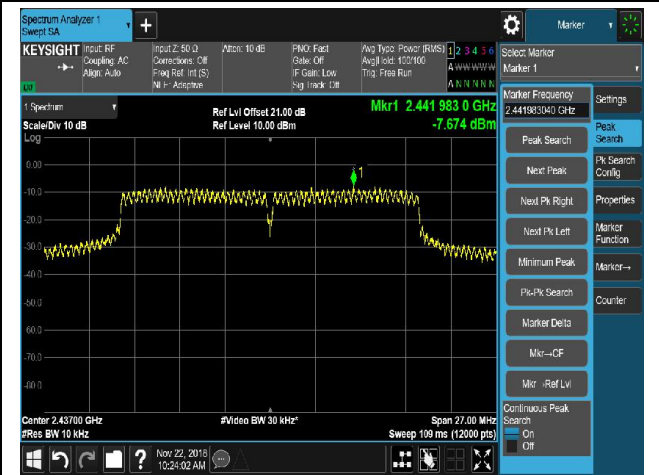 Spectrum Analyzer 1
Swept SA
+
Marker
KEYSIGHT
Input: RF
Coupling: AC
Align: Auto
Input Z: 50 Ω
Corrections: Off
Freq Ref: Int (S)
NFE: Adaptive
Atten: 10 dB
PNO: Fast
Gate: Off
IF Gain: Low
Sig Track: Off
Avg Type: Power (RMS)
Avg|Hold: 100/100
Trig: Free Run
1 2 3 4 5 6
A W W W W W
A N N N N N
Select Marker
Marker 1
1 Spectrum
Scale/Div 10 dB
Log
Ref Lvl Offset 21.00 dB
Ref Level 10.00 dBm
Mkr1 2.441 983 0 GHz
-7.674 dBm
Marker Frequency
2.441983040 GHz
Settings
Peak Search
Peak
Search
Next Peak
Pk Search
Config
Next Pk Right
Properties
Next Pk Left
Marker
Function
Minimum Peak
Marker→
Pk-Pk Search
Counter
Marker Delta
Mkr→CF
Mkr→Ref Lvl
Continuous Peak
Search
On
Off
1
0.00
-10.0
-20.0
-30.0
-40.0
-50.0
-60.0
-70.0
-80.0
Center 2.43700 GHz
#Res BW 10 kHz
#Video BW 30 kHz*
Span 27.00 MHz
Sweep 109 ms (12000 pts)
?
Nov 22, 2018
10:24:02 AM